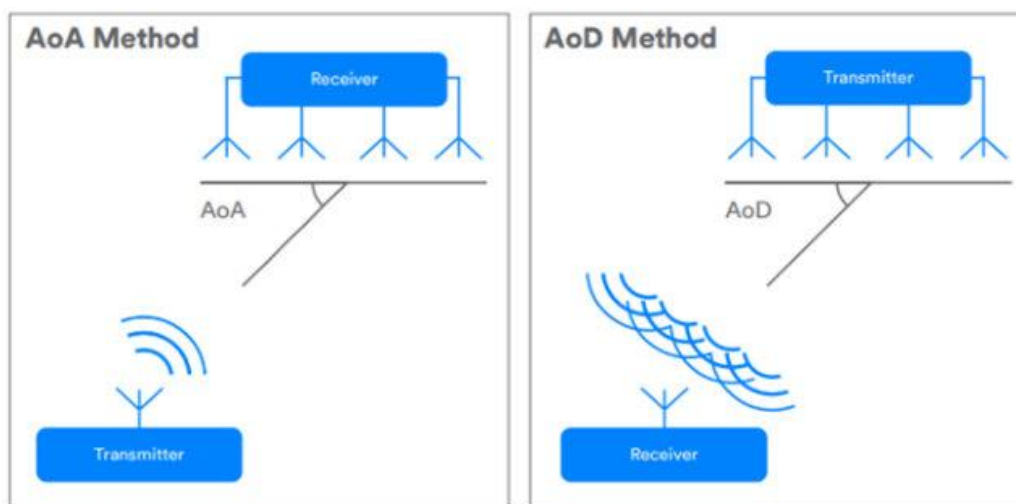 AoA Method
Receiver
AoA
Transmitter
AoD Method
Transmitter
AoD
Receiver